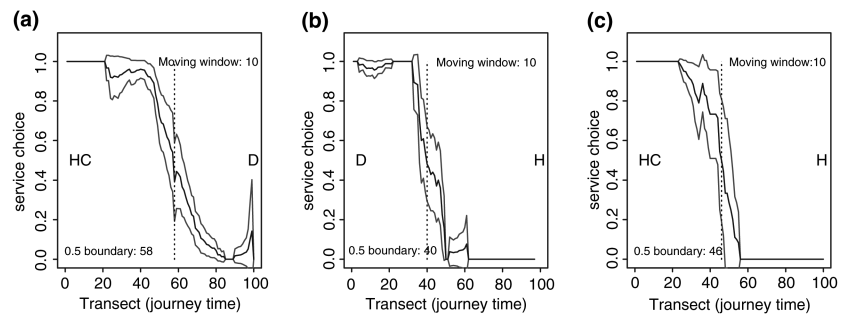 (a)
service choice
0.0 0.2 0.4 0.6 0.8 1.0
Moving window: 10
HC D
0.5 boundary: 58
0 20 40 60 80 100
Transect (journey time)
(b)
service choice
0.0 0.2 0.4 0.6 0.8 1.0
Moving window: 10
D H
0.5 boundary: 40
0 20 40 60 80 100
Transect (journey time)
(c)
service choice
0.0 0.2 0.4 0.6 0.8 1.0
Moving window:10
HC H
0.5 boundary: 46
0 20 40 60 80 100
Transect (journey time)